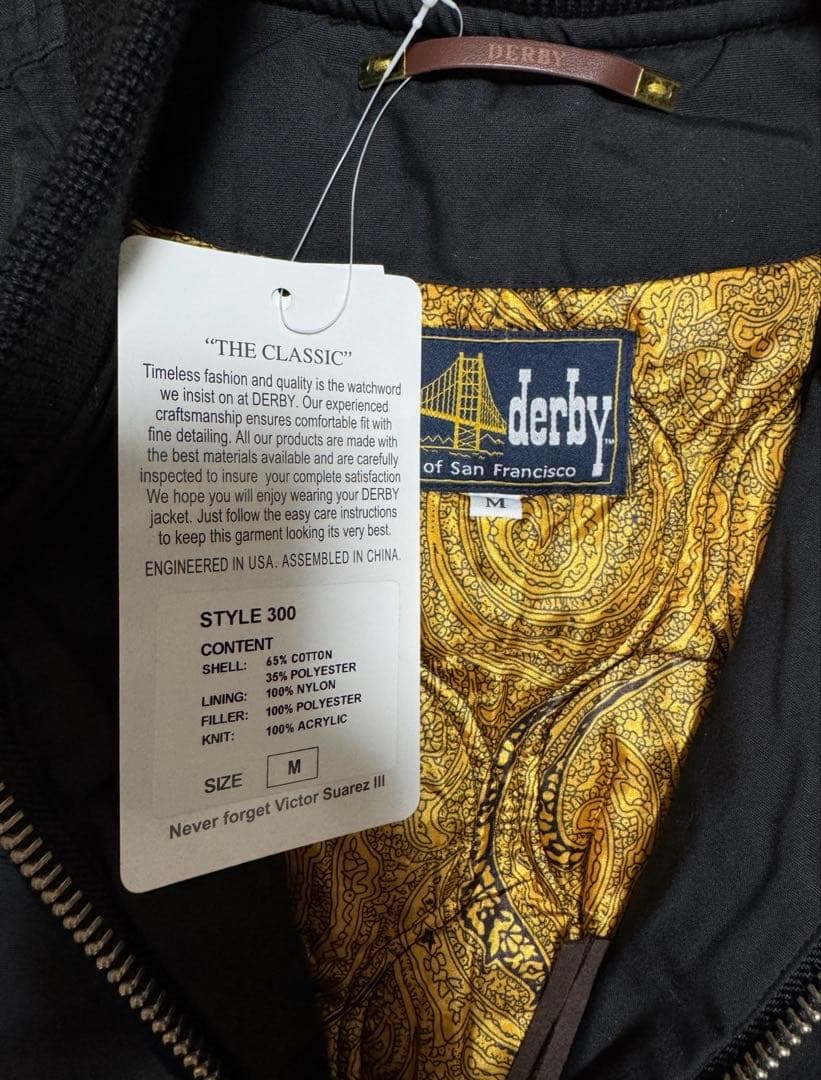 DERBY
"THE CLASSIC"
Timeless fashion and quality is the watchword
we insist on at DERBY. Our experienced
craftsmanship ensures comfortable fit with
fine detailing. All our products are made with
the best materials available and are carefully
inspected to insure your complete satisfaction
We hope you will enjoy wearing your DERBY
jacket. Just follow the easy care instructions
to keep this garment looking its very best.
ENGINEERED IN USA. ASSEMBLED IN CHINA.
STYLE 300
CONTENT
SHELL: 65% COTTON
35% POLYESTER
LINING: 100% NYLON
FILLER: 100% POLYESTER
KNIT: 100% ACRYLIC
SIZE M
Never forget Victor Suarez III
derby™
of San Francisco
M